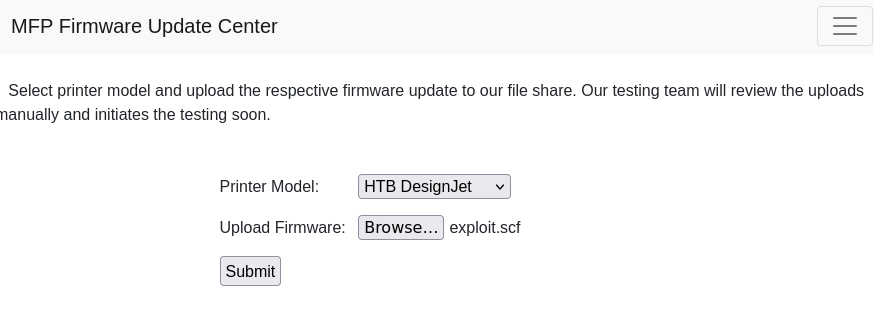 MFP Firmware Update Center
Select printer model and upload the respective firmware update to our file share. Our testing team will review the uploads
manually and initiates the testing soon.
Printer Model: HTB DesignJet
Upload Firmware: Browse... exploit.scf
Submit